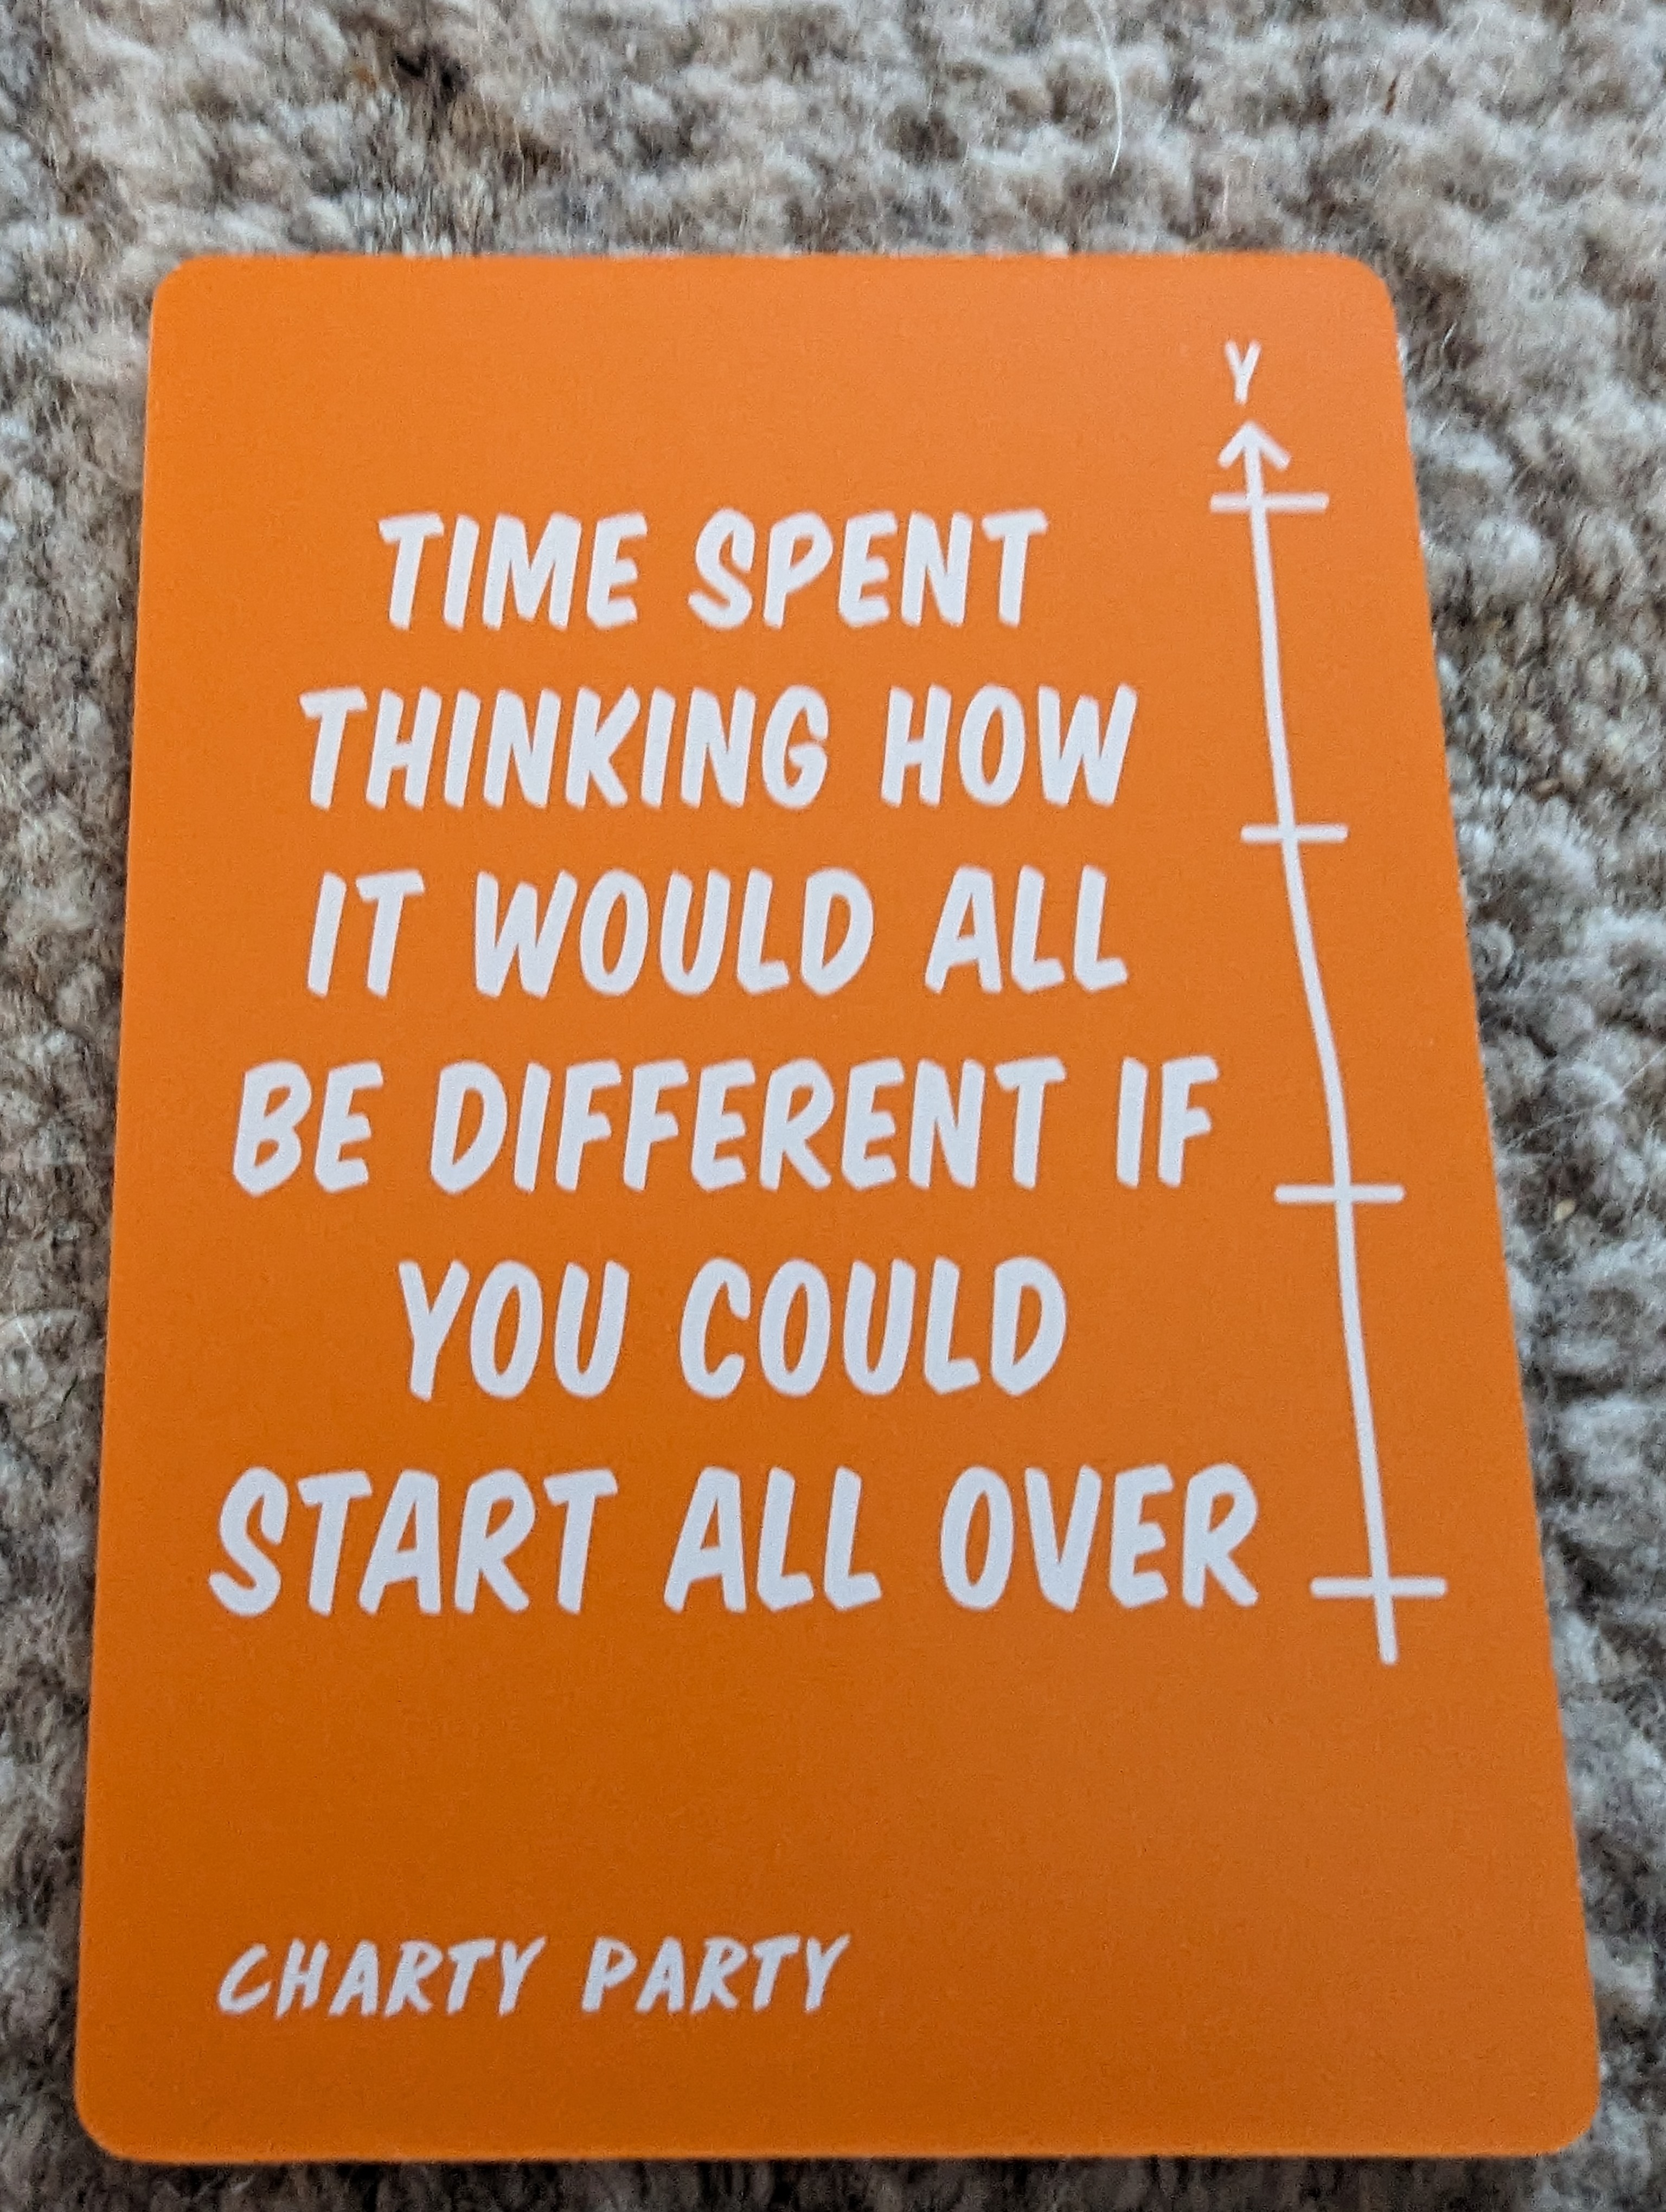 Y
TIME SPENT
THINKING HOW
IT WOULD ALL
BE DIFFERENT IF
YOU COULD
START ALL OVER
CHARTY PARTY